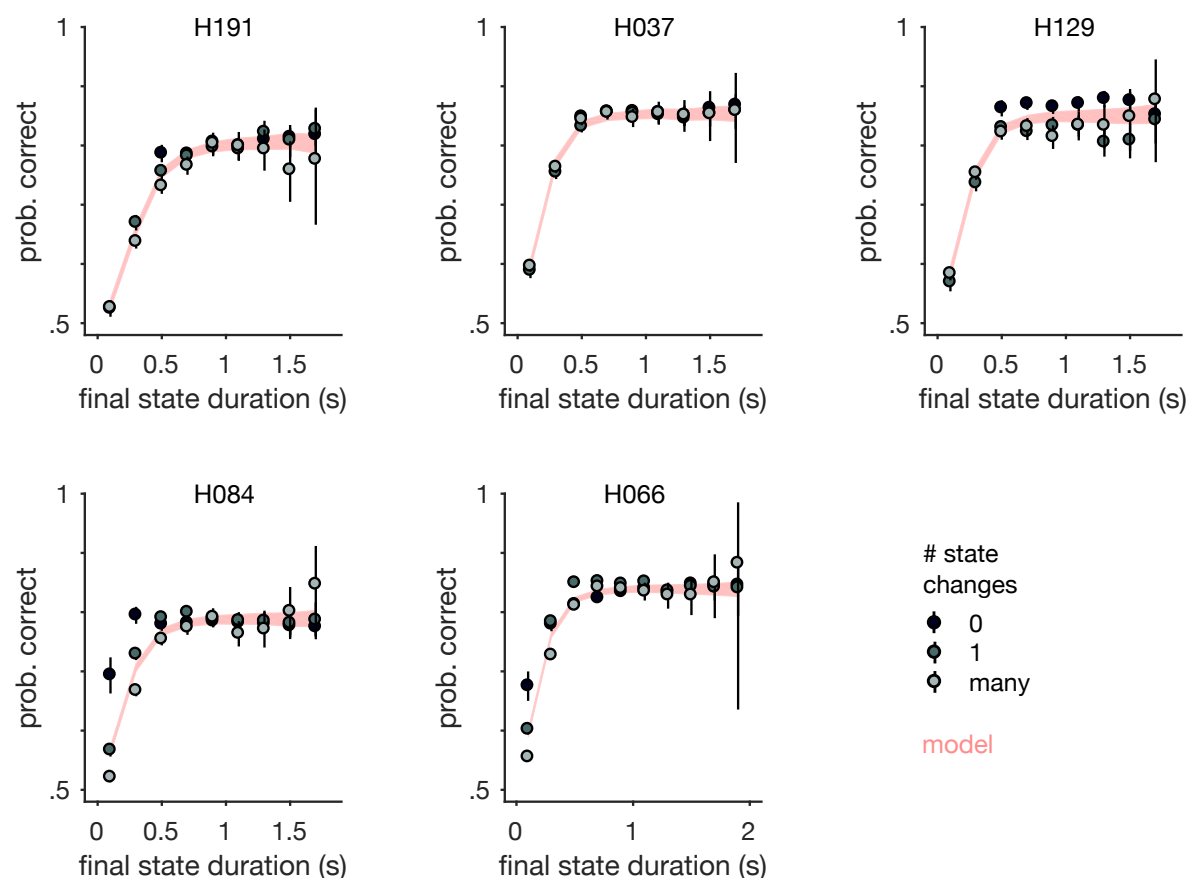 H191
1
prob. correct
.5
0 0.5 1 1.5
final state duration (s)
H037
1
prob. correct
.5
0 0.5 1 1.5
final state duration (s)
H129
1
prob. correct
.5
0 0.5 1 1.5
final state duration (s)
H084
1
prob. correct
.5
0 0.5 1 1.5
final state duration (s)
H066
1
prob. correct
.5
0 1 2
final state duration (s)
# state
changes
0
1
many
model